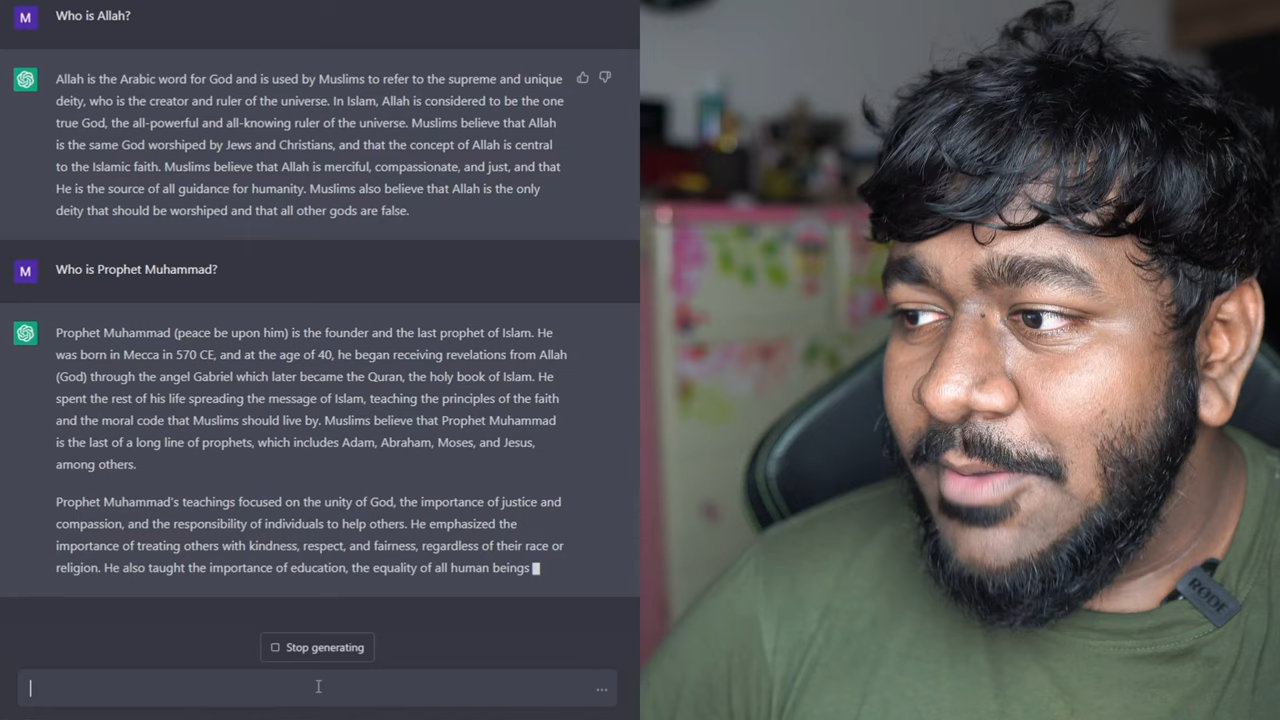 M
Who is Allah?
Allah is the Arabic word for God and is used by Muslims to refer to the supreme and unique
deity, who is the creator and ruler of the universe. In Islam, Allah is considered to be the one
true God, the all-powerful and all-knowing ruler of the universe. Muslims believe that Allah
is the same God worshiped by Jews and Christians, and that the concept of Allah is central
to the Islamic faith. Muslims believe that Allah is merciful, compassionate, and just, and that
He is the source of all guidance for humanity. Muslims also believe that Allah is the only
deity that should be worshiped and that all other gods are false.
M
Who is Prophet Muhammad?
Prophet Muhammad (peace be upon him) is the founder and the last prophet of Islam. He
was born in Mecca in 570 CE, and at the age of 40, he began receiving revelations from Allah
(God) through the angel Gabriel which later became the Quran, the holy book of Islam. He
spent the rest of his life spreading the message of Islam, teaching the principles of the faith
and the moral code that Muslims should live by. Muslims believe that Prophet Muhammad
is the last of a long line of prophets, which includes Adam, Abraham, Moses, and Jesus,
among others.
Prophet Muhammad's teachings focused on the unity of God, the importance of justice and
compassion, and the responsibility of individuals to help others. He emphasized the
importance of treating others with kindness, respect, and fairness, regardless of their race or
religion. He also taught the importance of education, the equality of all human beings
Stop generating
RØDE